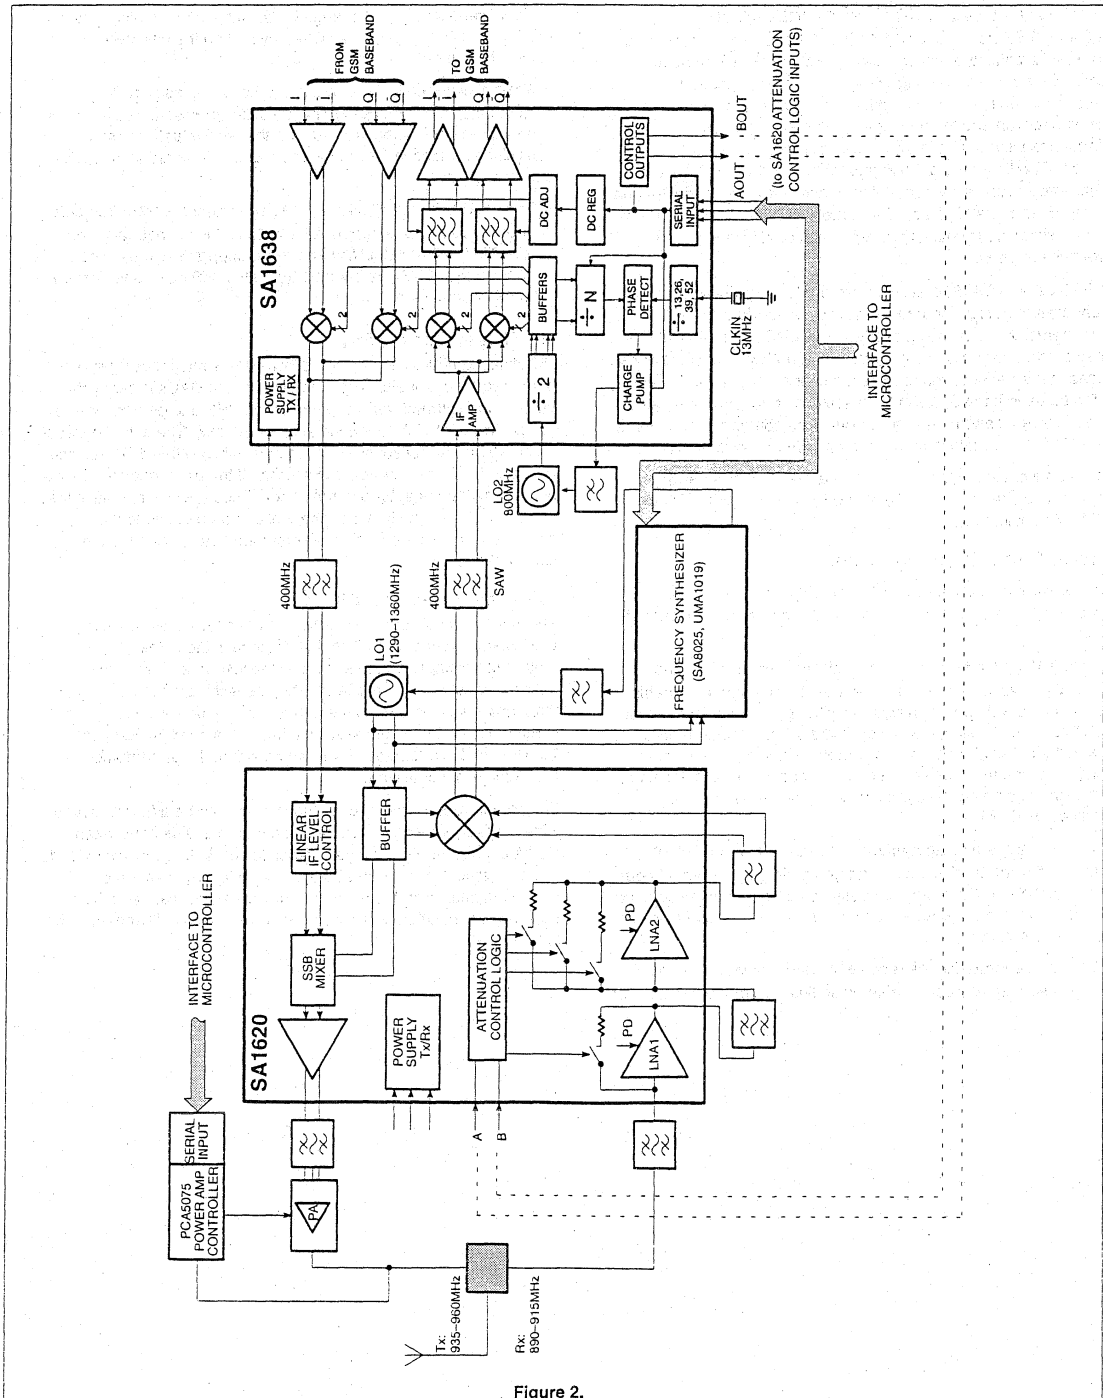 FROM
GSM
BASEBAND
TO
GSM
BASEBAND
I
Ī
Q
Q̄
I
Ī
Q
Q̄
SA1638
POWER
SUPPLY
TX / RX
2
2
2
2
IF
AMP
BUFFERS
÷ 2
÷ N
DC ADJ
DC REG
CONTROL
OUTPUTS
SERIAL
INPUT
PHASE
DETECT
CHARGE
PUMP
÷ 13,26,
39, 52
CLKIN
13MHz
AOUT
BOUT
(to SA1620 ATTENUATION
CONTROL LOGIC INPUTS)
INTERFACE TO
MICROCONTROLLER
LO2
800MHz
400MHz
400MHz
SAW
LO1
(1290–1360MHz)
FREQUENCY SYNTHESIZER
(SA8025, UMA1019)
SA1620
LINEAR
IF LEVEL
CONTROL
SSB
MIXER
BUFFER
POWER
SUPPLY
Tx/Rx
ATTENUATION
CONTROL LOGIC
PD
LNA1
PD
LNA2
A
B
INTERFACE TO
MICROCONTROLLER
SERIAL
INPUT
PCA5075
POWER AMP
CONTROLLER
PA
Tx:
935–960MHz
Rx:
890–915MHz
Figure 2.